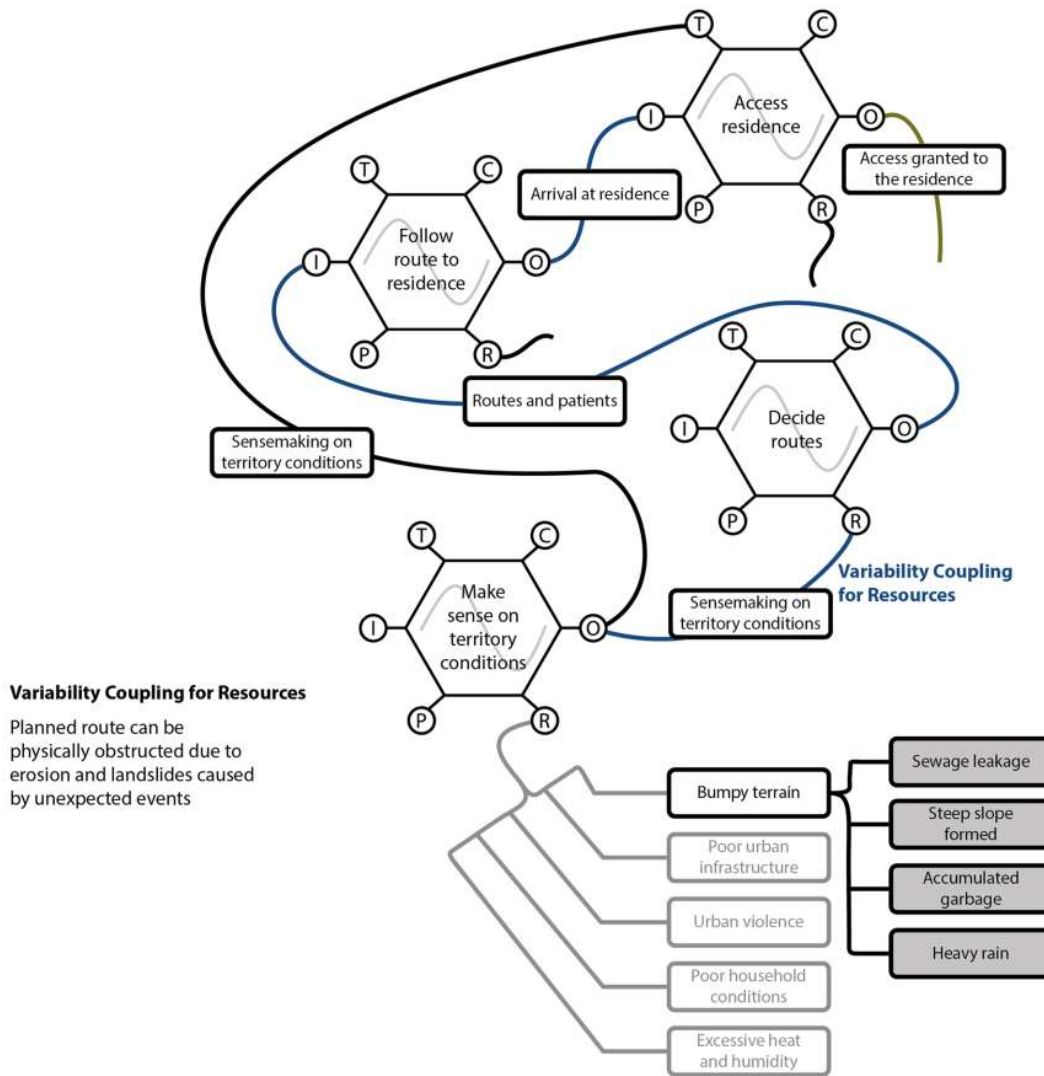 T
C
Access
residence
I
O
Access granted to
the residence
P
R
T
C
Arrival at residence
Follow
route to
residence
I
O
P
R
T
C
Routes and patients
Decide
routes
I
O
Sensemaking on
territory conditions
P
R
T
C
Variability Coupling
for Resources
Make
sense on
territory
conditions
I
O
Sensemaking on
territory conditions
P
R
Variability Coupling for Resources
Planned route can be
physically obstructed due to
erosion and landslides caused
by unexpected events
Bumpy terrain
Sewage leakage
Steep slope
formed
Accumulated
garbage
Heavy rain
Poor urban
infrastructure
Urban violence
Poor household
conditions
Excessive heat
and humidity